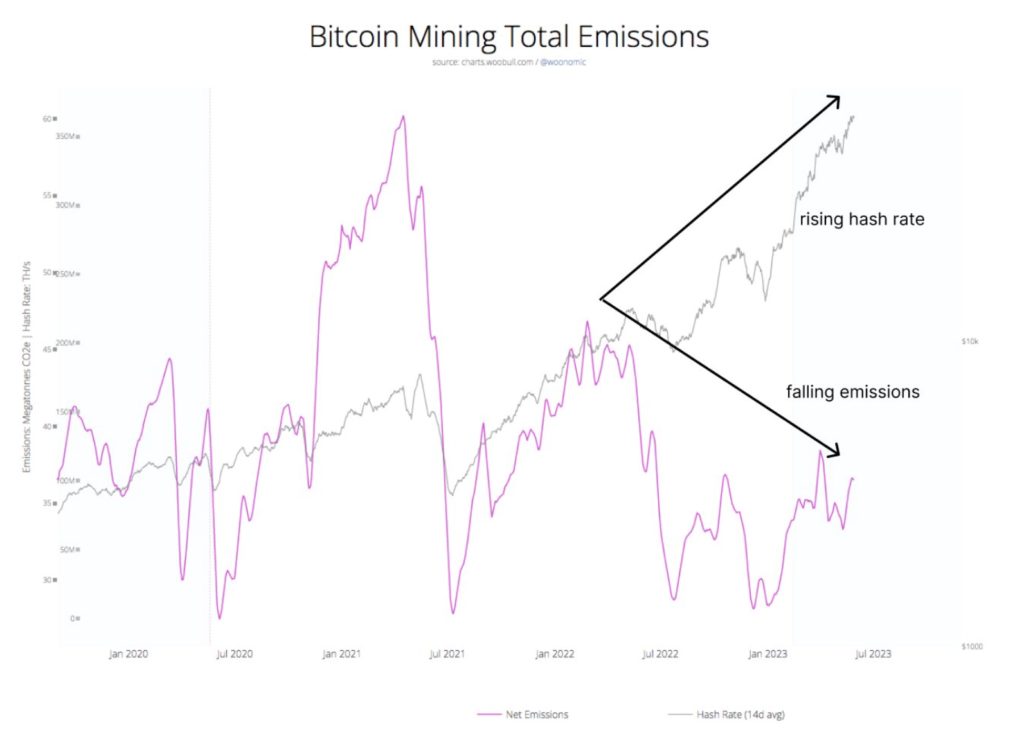 Bitcoin Mining Total Emissions
source: charts.woobull.com / @woonomic
Emissions: Megatonnes CO2e | Hash Rate: TH/s
60
350M
55
300M
50
250M
200M
45
150M
40
100M
35
50M
30
0
rising hash rate
falling emissions
$10k
$1000
Jan 2020
Jul 2020
Jan 2021
Jul 2021
Jan 2022
Jul 2022
Jan 2023
Jul 2023
Net Emissions
Hash Rate (14d avg)